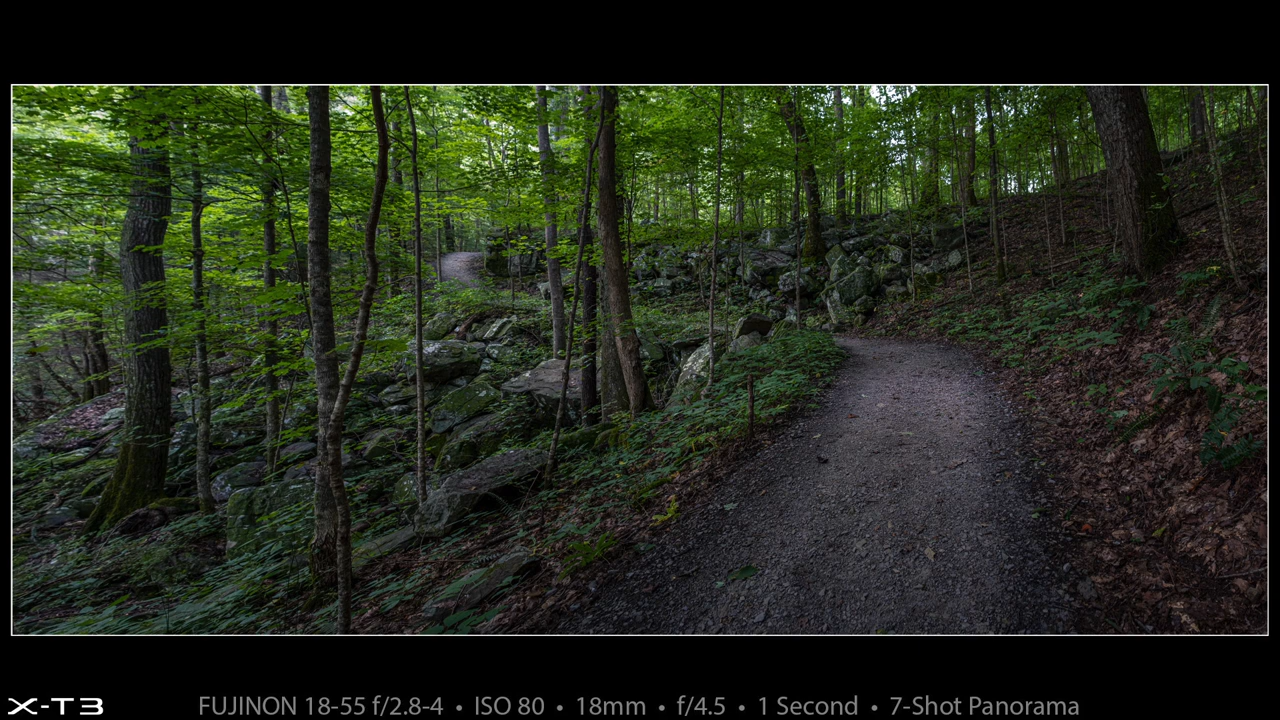 X-T3 FUJINON 18-55 f/2.8-4 • ISO 80 • 18mm • f/4.5 • 1 Second • 7-Shot Panorama